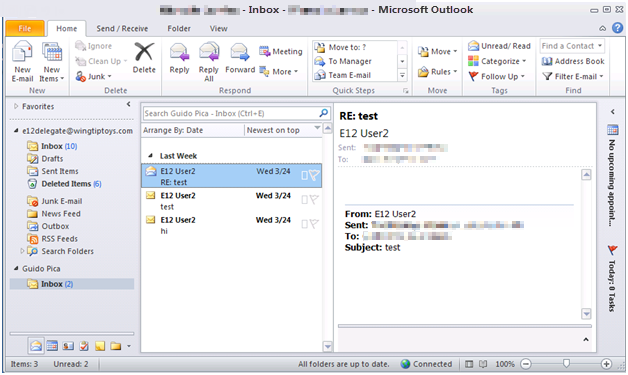 - Inbox - - Microsoft Outlook
File Home Send / Receive Folder View
New E-mail New Items Ignore Clean Up Junk Delete Reply Reply All Forward Meeting More Move to: ? To Manager Team E-mail Move Rules Unread/ Read Categorize Follow Up Find a Contact Address Book Filter E-mail
New Delete Respond Quick Steps Move Tags Find
Favorites
e12delegate@wingtiptoys.com
Inbox (10)
Drafts
Sent Items
Deleted Items (6)
Junk E-mail
News Feed
Outbox
RSS Feeds
Search Folders
Guido Pica
Inbox (2)
Search Guido Pica - Inbox (Ctrl+E)
Arrange By: Date Newest on top
Last Week
E12 User2 Wed 3/24
RE: test
E12 User2 Wed 3/24
test
E12 User2 Wed 3/24
hi
RE: test
E12 User2
Sent:
To:
From: E12 User2
Sent:
To:
Subject: test
No upcoming appoint...
Today: 0 Tasks
Items: 3 Unread: 2 All folders are up to date. Connected 100%